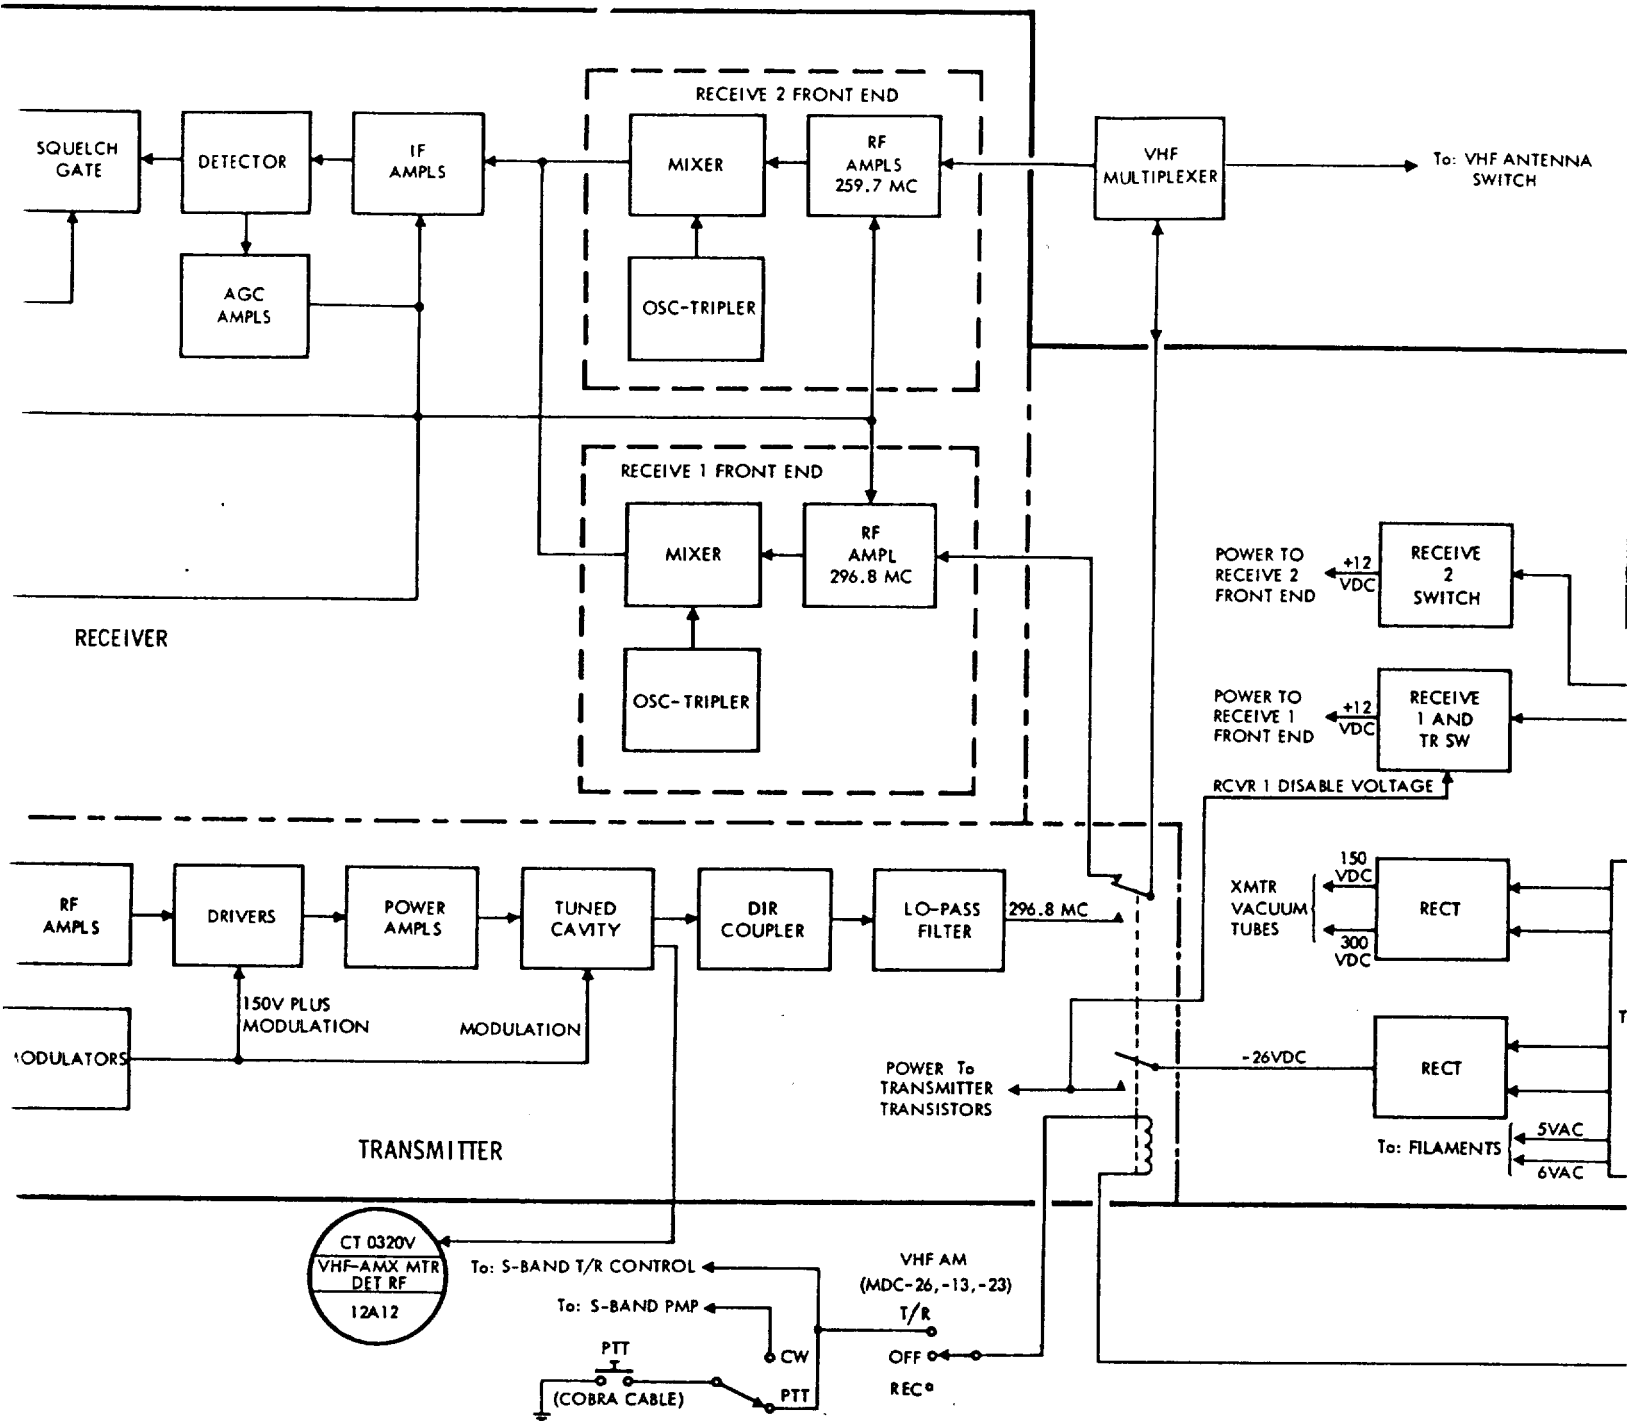 RECEIVE 2 FRONT END
SQUELCH
GATE
DETECTOR
IF
AMPLS
MIXER
RF
AMPLS
259.7 MC
VHF
MULTIPLEXER
To: VHF ANTENNA
SWITCH
AGC
AMPLS
OSC-TRIPLER
RECEIVE 1 FRONT END
MIXER
RF
AMPL
296.8 MC
OSC-TRIPLER
RECEIVER
POWER TO
RECEIVE 2
FRONT END
+12
VDC
RECEIVE
2
SWITCH
POWER TO
RECEIVE 1
FRONT END
+12
VDC
RECEIVE
1 AND
TR SW
RCVR 1 DISABLE VOLTAGE
RF
AMPLS
DRIVERS
POWER
AMPLS
TUNED
CAVITY
DIR
COUPLER
LO-PASS
FILTER
296.8 MC
XMTR
VACUUM
TUBES
150
VDC
300
VDC
RECT
150V PLUS
MODULATION
MODULATION
ODULATORS
POWER To
TRANSMITTER
TRANSISTORS
-26VDC
RECT
T
To: FILAMENTS
5VAC
6VAC
TRANSMITTER
CT 0320V
VHF-AMX MTR
DET RF
12A12
To: S-BAND T/R CONTROL
To: S-BAND PMP
VHF AM
(MDC-26,-13,-23)
T/R
OFF
REC
CW
PTT
PTT
(COBRA CABLE)